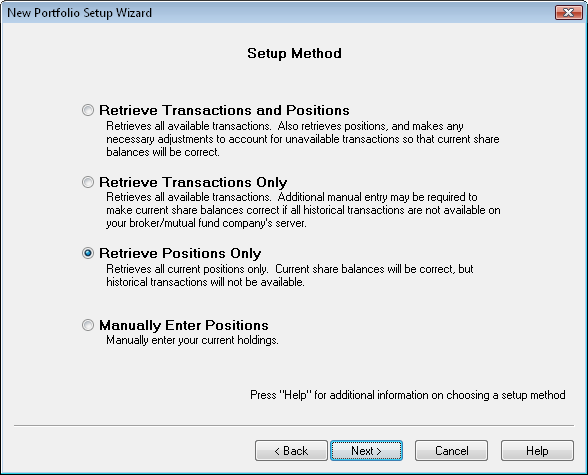 New Portfolio Setup Wizard
Setup Method
Retrieve Transactions and Positions
Retrieves all available transactions.  Also retrieves positions, and makes any
necessary adjustments to account for unavailable transactions so that current share
balances will be correct.
Retrieve Transactions Only
Retrieves all available transactions.  Additional manual entry may be required to
make current share balances correct if all historical transactions are not available on
your broker/mutual fund company's server.
Retrieve Positions Only
Retrieves all current positions only.  Current share balances will be correct, but
historical transactions will not be available.
Manually Enter Positions
Manually enter your current holdings.
Press "Help" for additional information on choosing a setup method
< Back
Next >
Cancel
Help